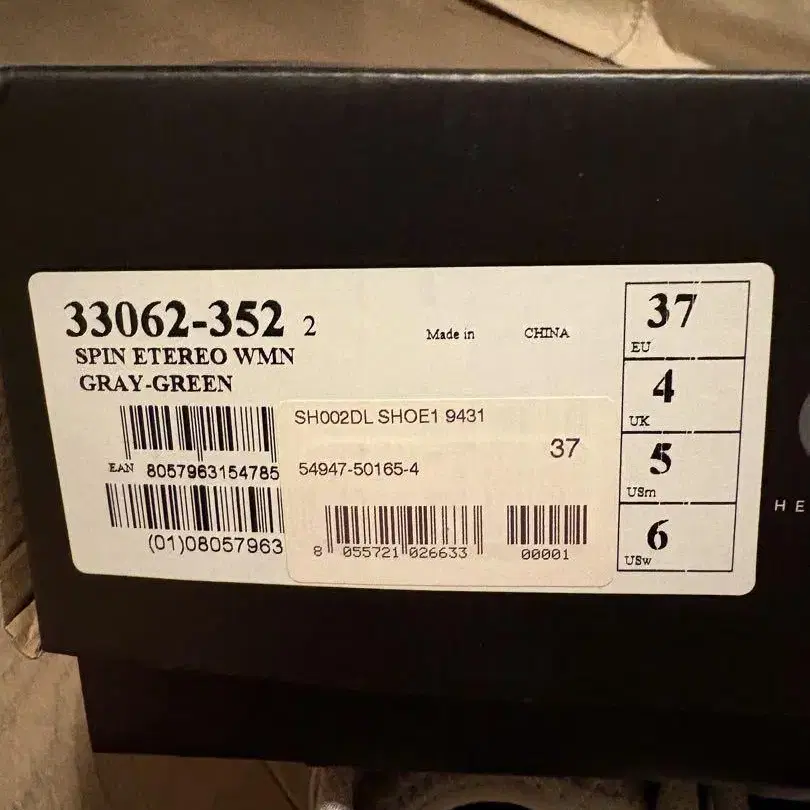 33062-352 2
SPIN ETEREO WMN
GRAY-GREEN
Made in CHINA
EAN 8057963154785
(01)08057963
SH002DL SHOE1 9431
37
54947-50165-4
8 055721 026633
00001
37
EU
4
UK
5
USm
6
USw
HE